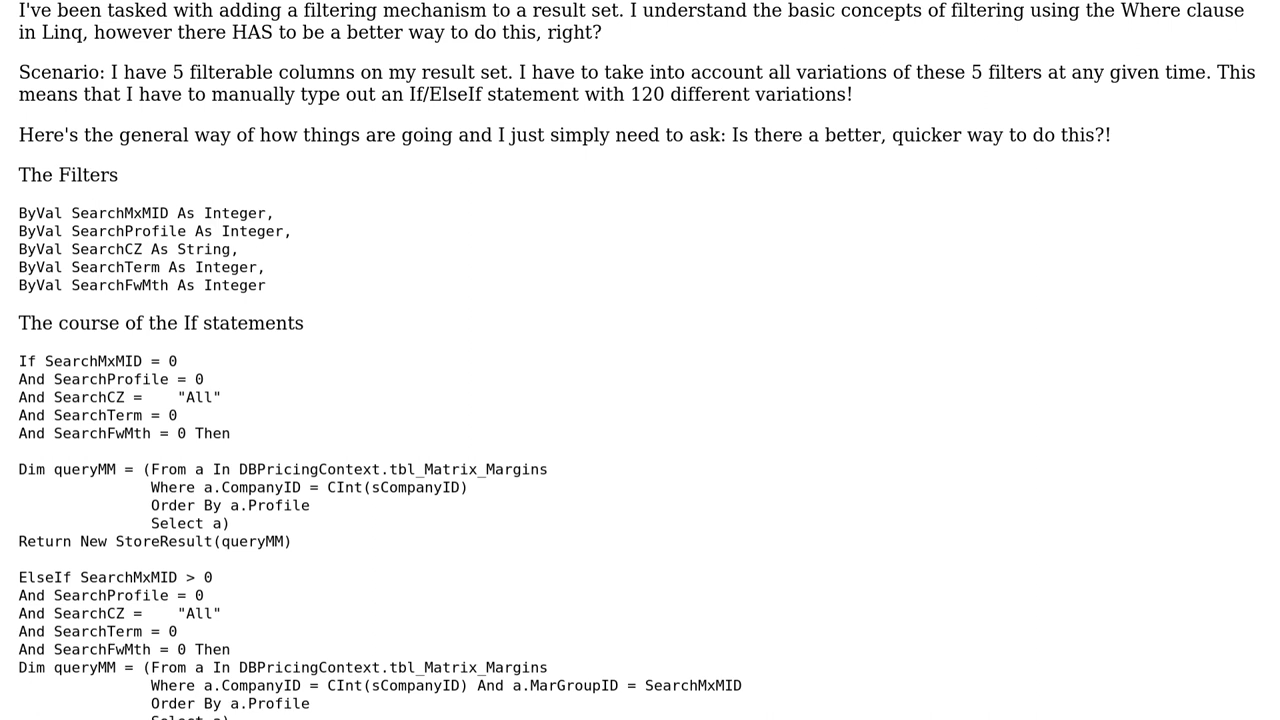 I've been tasked with adding a filtering mechanism to a result set. I understand the basic concepts of filtering using the Where clause
in Linq, however there HAS to be a better way to do this, right?
Scenario: I have 5 filterable columns on my result set. I have to take into account all variations of these 5 filters at any given time. This
means that I have to manually type out an If/ElseIf statement with 120 different variations!
Here's the general way of how things are going and I just simply need to ask: Is there a better, quicker way to do this?!
The Filters
ByVal SearchMxMID As Integer,
ByVal SearchProfile As Integer,
ByVal SearchCZ As String,
ByVal SearchTerm As Integer,
ByVal SearchFwMth As Integer
The course of the If statements
If SearchMxMID = 0
And SearchProfile = 0
And SearchCZ =    "All"
And SearchTerm = 0
And SearchFwMth = 0 Then
Dim queryMM = (From a In DBPricingContext.tbl_Matrix_Margins
               Where a.CompanyID = CInt(sCompanyID)
               Order By a.Profile
               Select a)
Return New StoreResult(queryMM)
ElseIf SearchMxMID > 0
And SearchProfile = 0
And SearchCZ =    "All"
And SearchTerm = 0
And SearchFwMth = 0 Then
Dim queryMM = (From a In DBPricingContext.tbl_Matrix_Margins
               Where a.CompanyID = CInt(sCompanyID) And a.MarGroupID = SearchMxMID
               Order By a.Profile
               Select a)